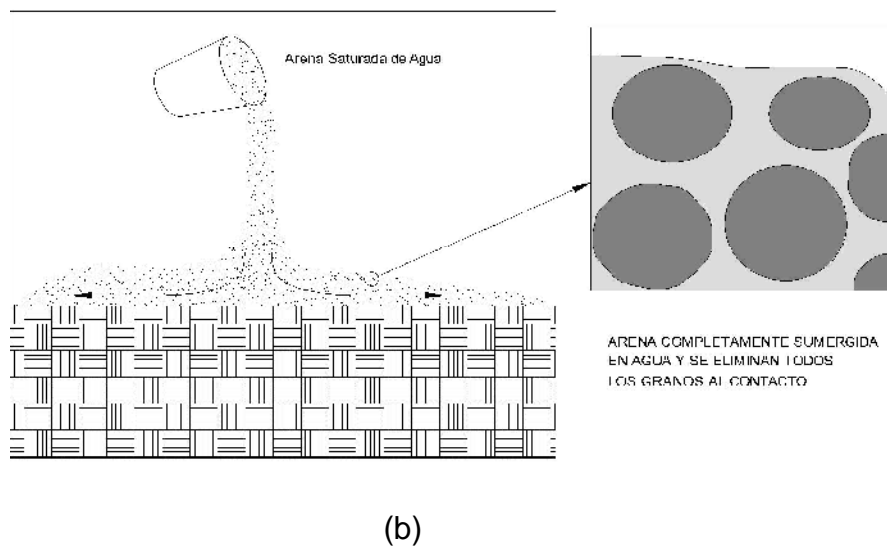 Arena Saturada de Agua
ARENA COMPLETAMENTE SUMERGIDA
EN AGUA Y SE ELIMINAN TODOS
LOS GRANOS AL CONTACTO
(b)